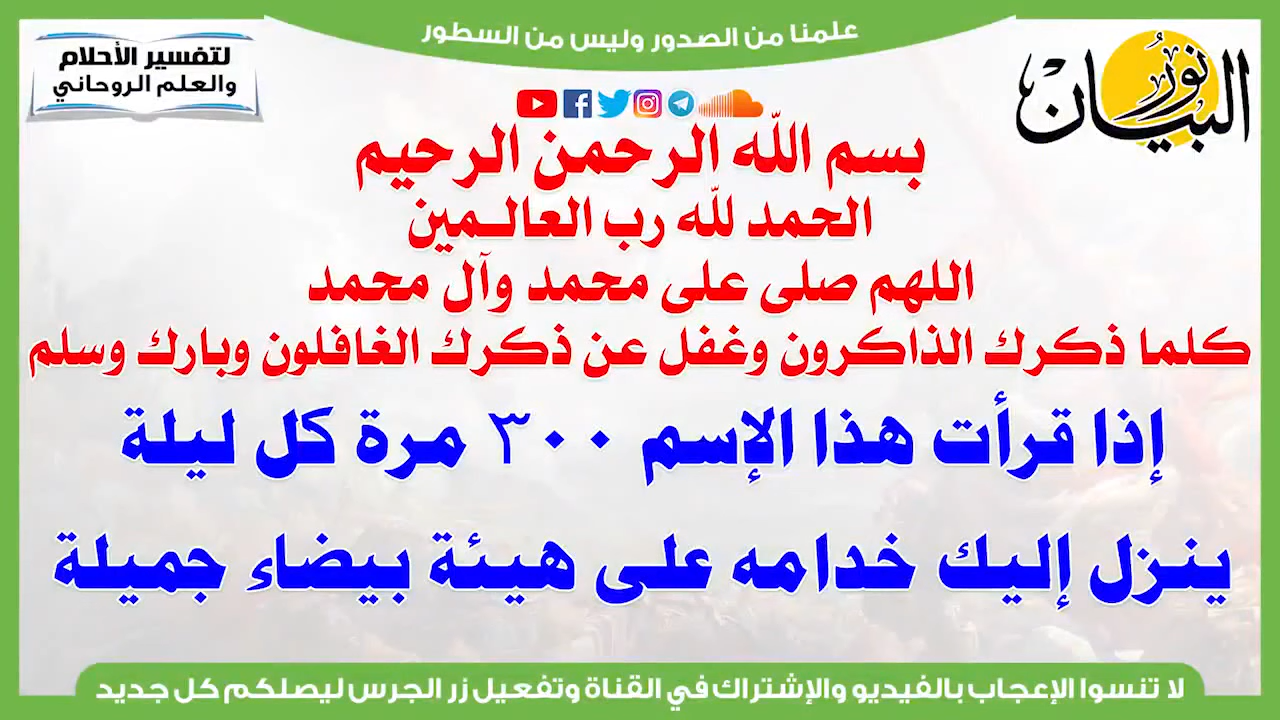 علمنا من الصدور وليس من السطور
نور البيان
لتفسير الأحلام
والعلم الروحاني
بسم الله الرحمن الرحيم
الحمد لله رب العالـمين
اللهم صلى على محمد وآل محمد
كلما ذكرك الذاكرون وغفل عن ذكرك الغافلون وبارك وسلم
إذا قرأت هذا الإسم ٣٠٠ مرة كل ليلة
ينزل إليك خدامه على هيئة بيضاء جميلة
لا تنسوا الإعجاب بالفيديو والإشتراك في القناة وتفعيل زر الجرس ليصلكم كل جديد